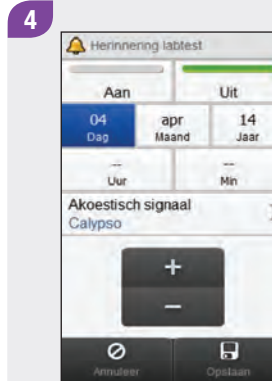 4
Herinnering labtest
Aan Uit
04 apr 14
Dag Maand Jaar
-- --
Uur Min
Akoestisch signaal
Calypso
+
−
Annuleer Opslaan